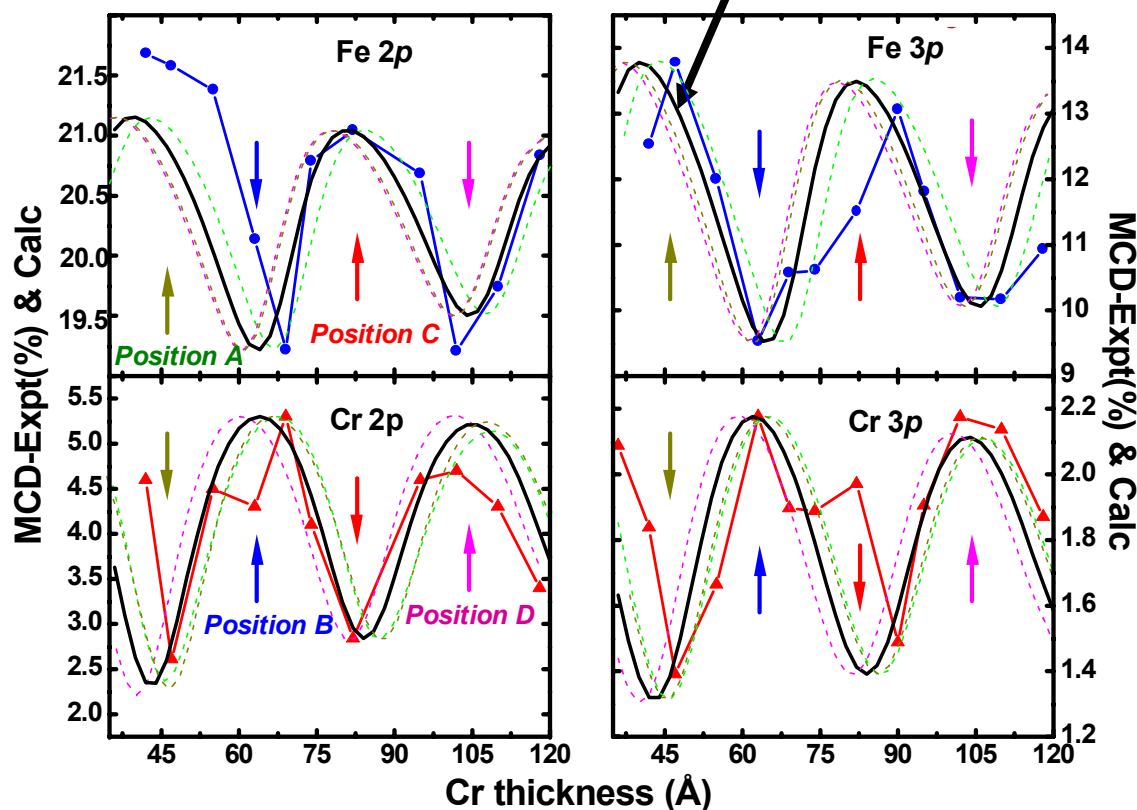 Fe 2p
Fe 3p
21.5
21.0
20.5
20.0
19.5
14
13
12
11
10
9
Position A
Position C
Cr 2p
Cr 3p
5.5
5.0
4.5
4.0
3.5
3.0
2.5
2.0
2.2
2.0
1.8
1.6
1.4
1.2
Position B
Position D
MCD-Expt(%) & Calc
MCD-Expt(%) & Calc
45 60 75 90 105 120
45 60 75 90 105 120
Cr thickness (Å)